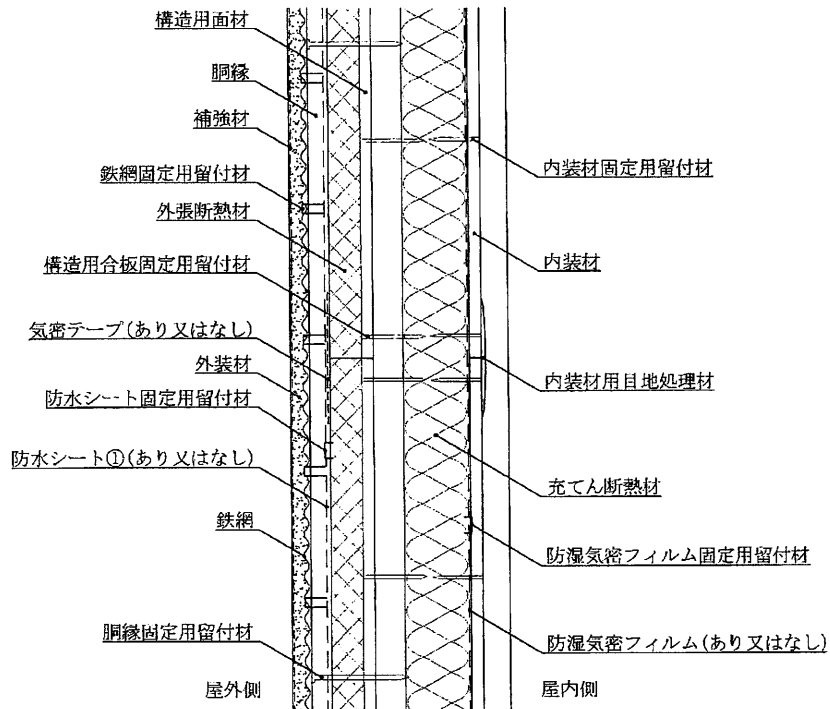 構造用面材
胴縁
補強材
鉄網固定用留付材
外張断熱材
構造用合板固定用留付材
気密テープ(あり又はなし)
外装材
防水シート固定用留付材
防水シート①(あり又はなし)
鉄網
胴縁固定用留付材
屋外側
内装材固定用留付材
内装材
内装材用目地処理材
充てん断熱材
防湿気密フィルム固定用留付材
防湿気密フィルム(あり又はなし)
屋内側